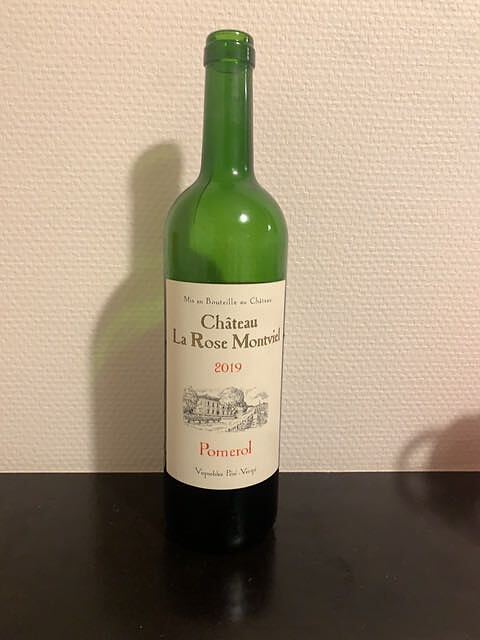 Mis en Bouteille au Château
Château
La Rose Montviel
2019
Pomerol
Vignobles Péré-Vergé